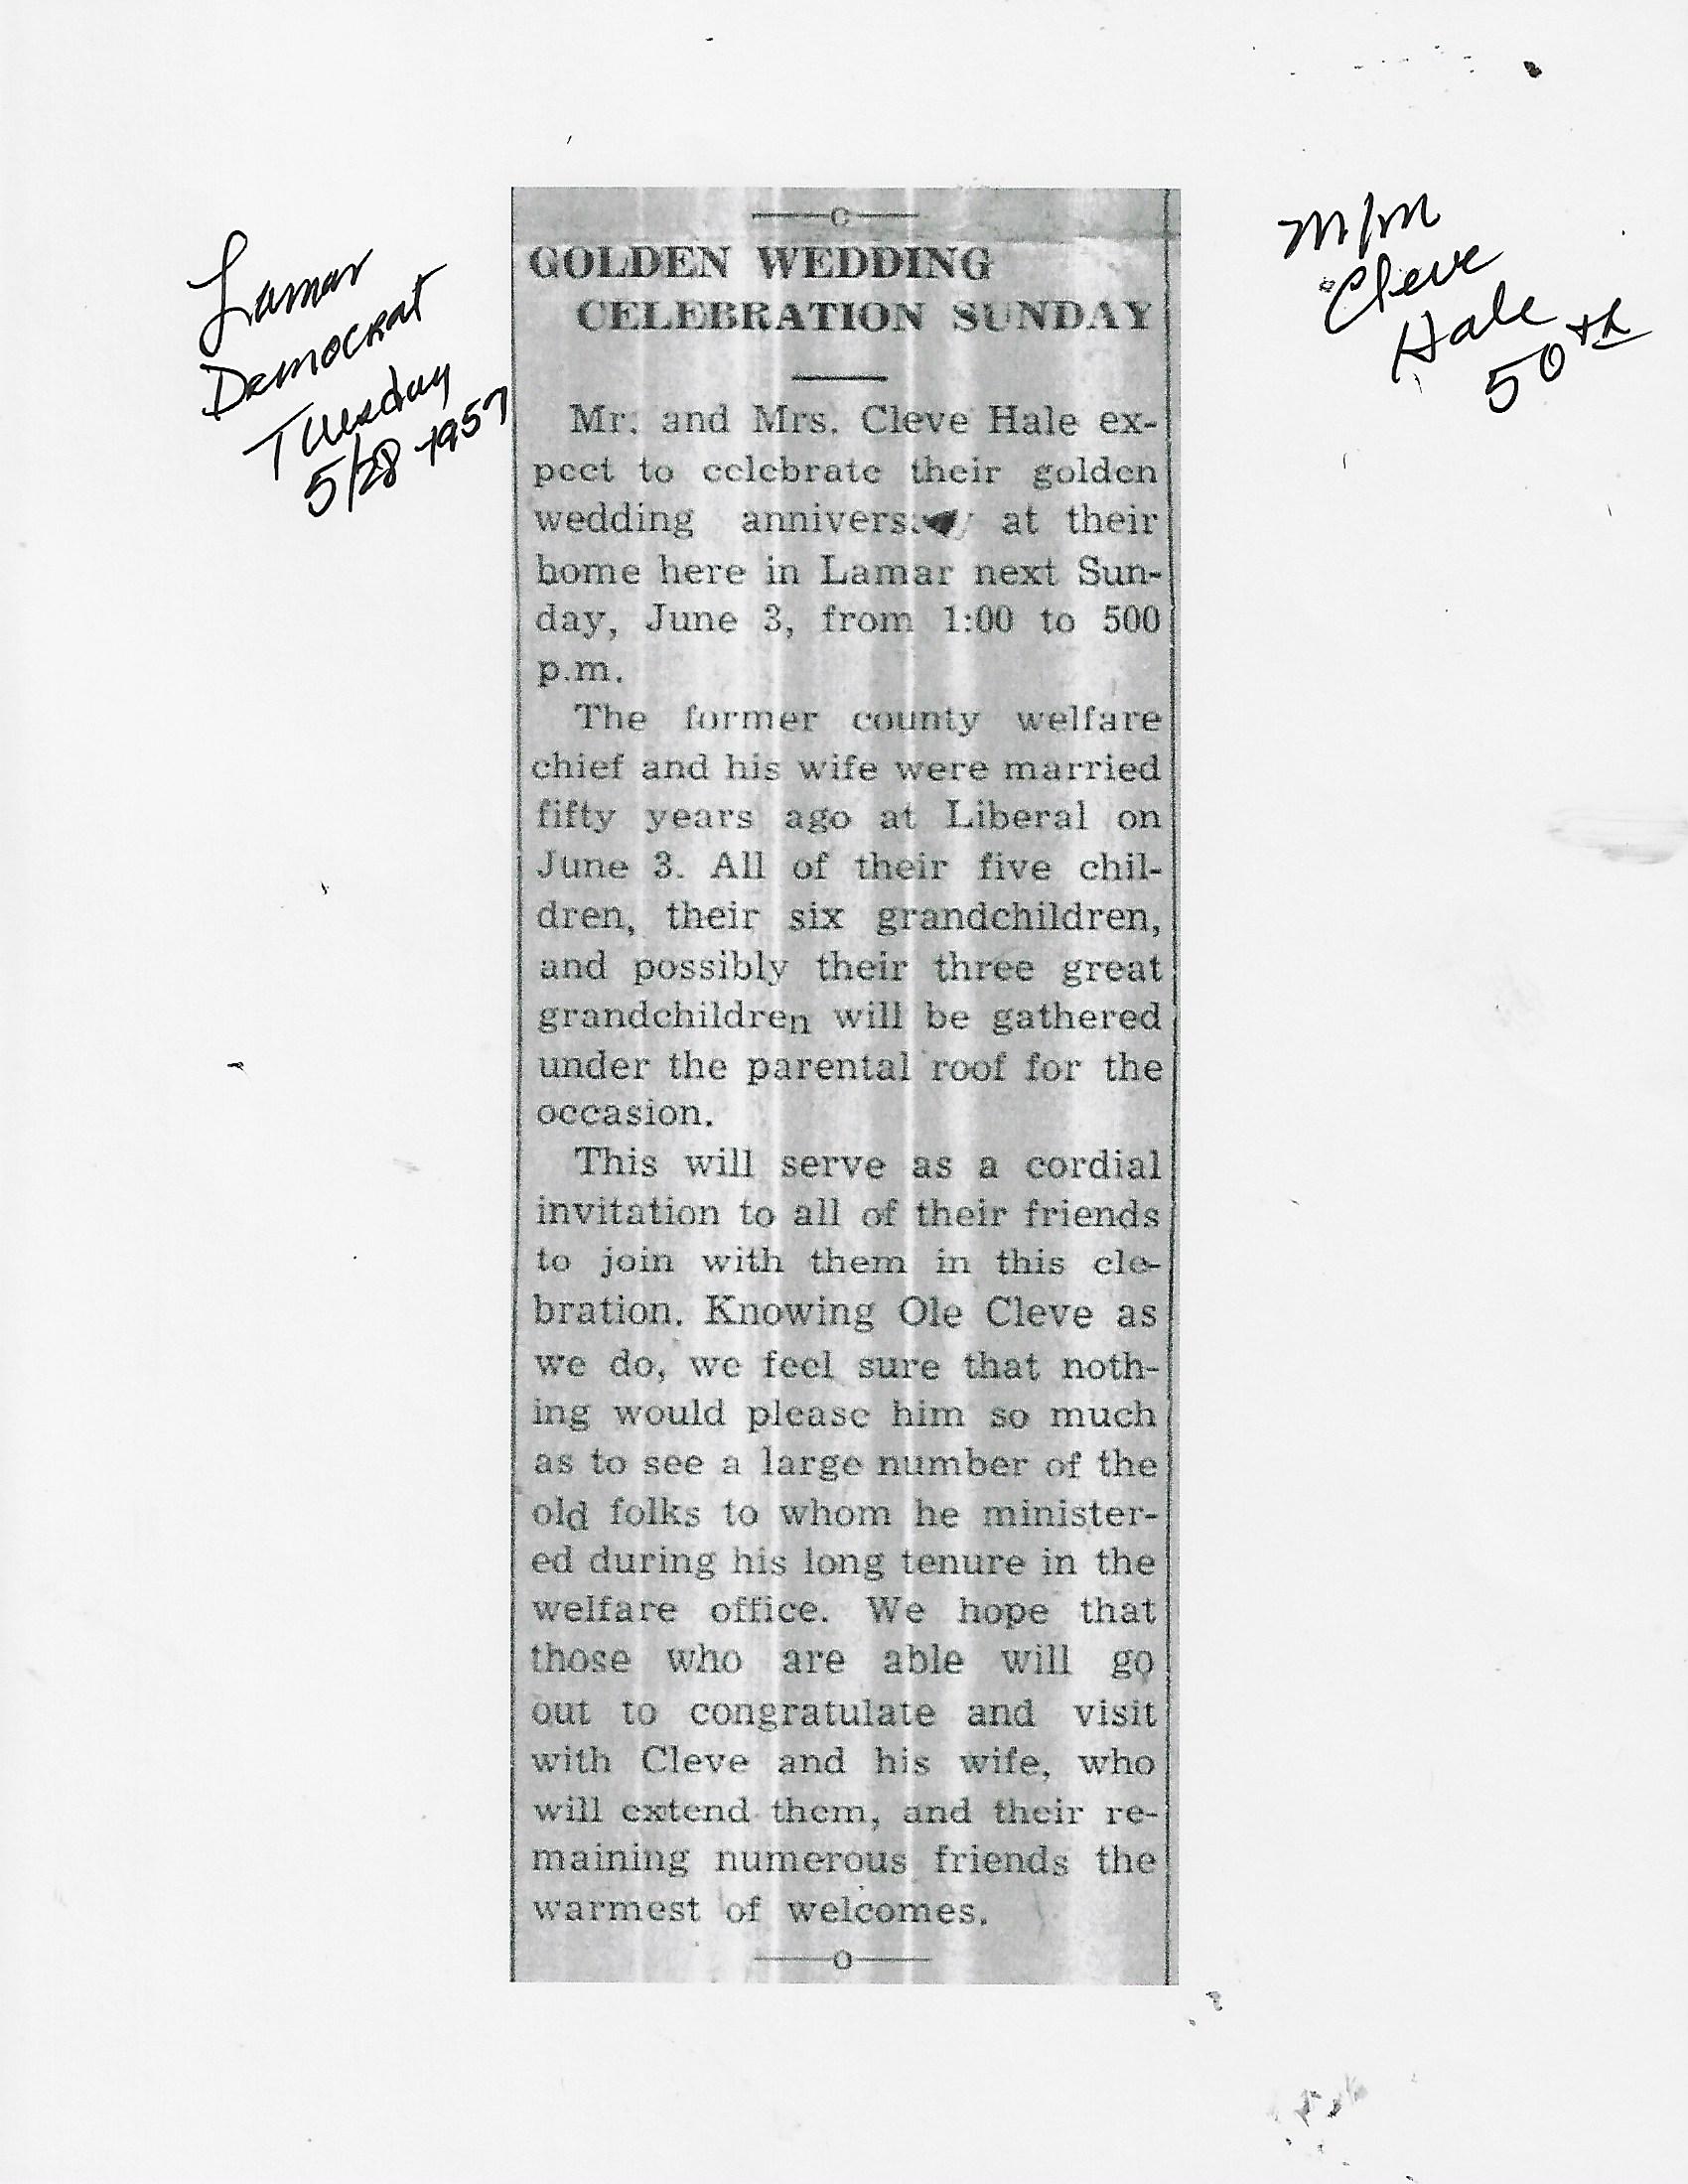 Lamar
Democrat
Tuesday
5/28-1957
M/M
Cleve
Hale
50th
GOLDEN WEDDING
CELEBRATION SUNDAY
Mr. and Mrs. Cleve Hale ex-
pect to celebrate their golden
wedding anniversary at their
home here in Lamar next Sun-
day, June 3, from 1:00 to 500
p.m.
The former county welfare
chief and his wife were married
fifty years ago at Liberal on
June 3. All of their five chil-
dren, their six grandchildren,
and possibly their three great
grandchildren will be gathered
under the parental roof for the
occasion.
This will serve as a cordial
invitation to all of their friends
to join with them in this cle-
bration. Knowing Ole Cleve as
we do, we feel sure that noth-
ing would please him so much
as to see a large number of the
old folks to whom he minister-
ed during his long tenure in the
welfare office. We hope that
those who are able will go
out to congratulate and visit
with Cleve and his wife, who
will extend them, and their re-
maining numerous friends the
warmest of welcomes.